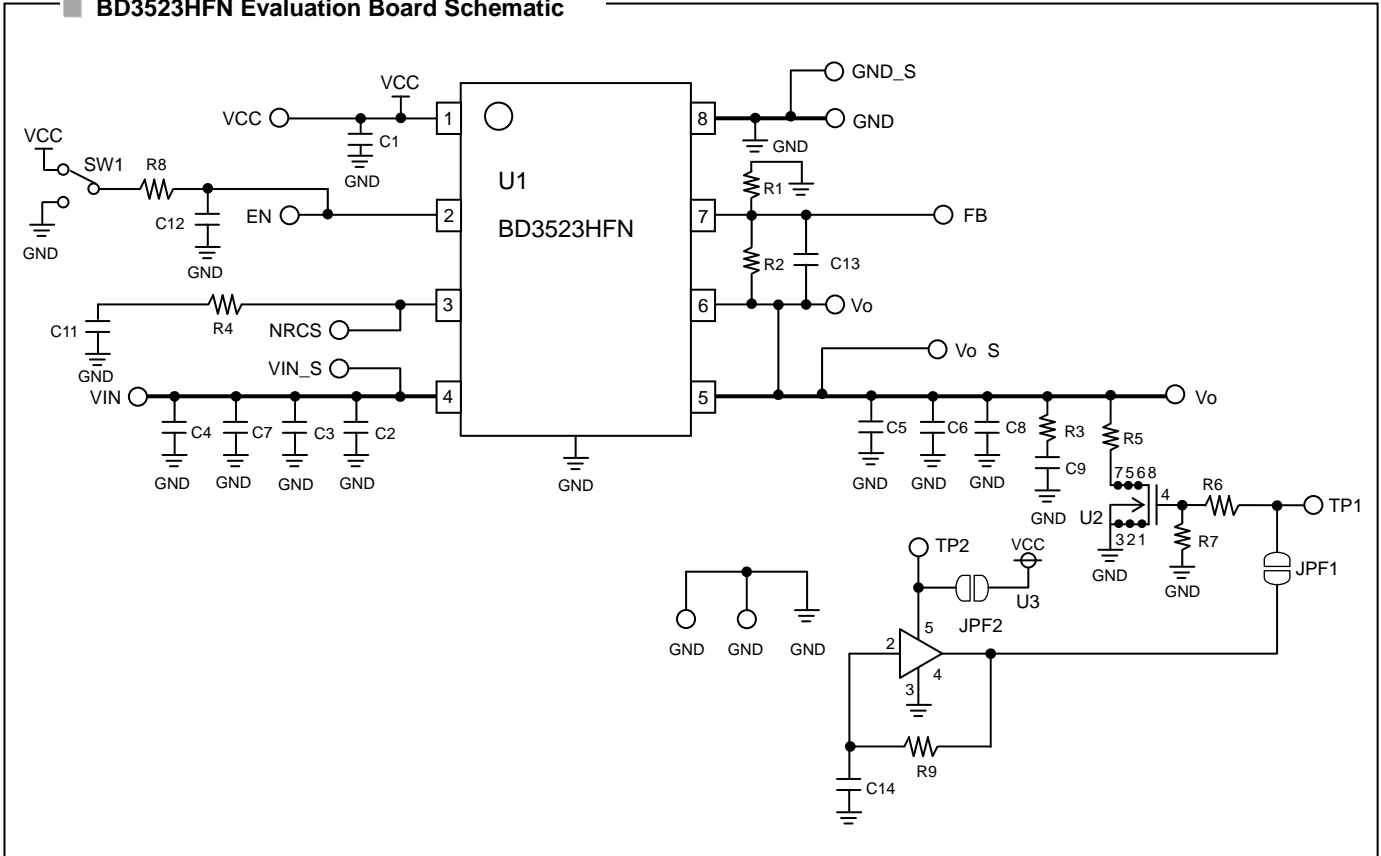 BD3523HFN Evaluation Board Schematic
GND_S
VCC
VCC
1
8
GND
C1
GND
GND
VCC
SW1
R8
U1
R1
EN
2
7
FB
C12
BD3523HFN
GND
GND
R2
C13
3
6
Vo
C11
R4
NRCS
GND
VIN_S
Vo S
VIN
4
5
Vo
C4
C7
C3
C2
C5
C6
C8
R3
R5
GND
GND
GND
GND
GND
GND
GND
GND
C9
GND
7568
4
R6
TP1
U2
321
R7
GND
GND
JPF1
TP2
VCC
U3
JPF2
GND
GND
GND
5
2
4
3
R9
C14